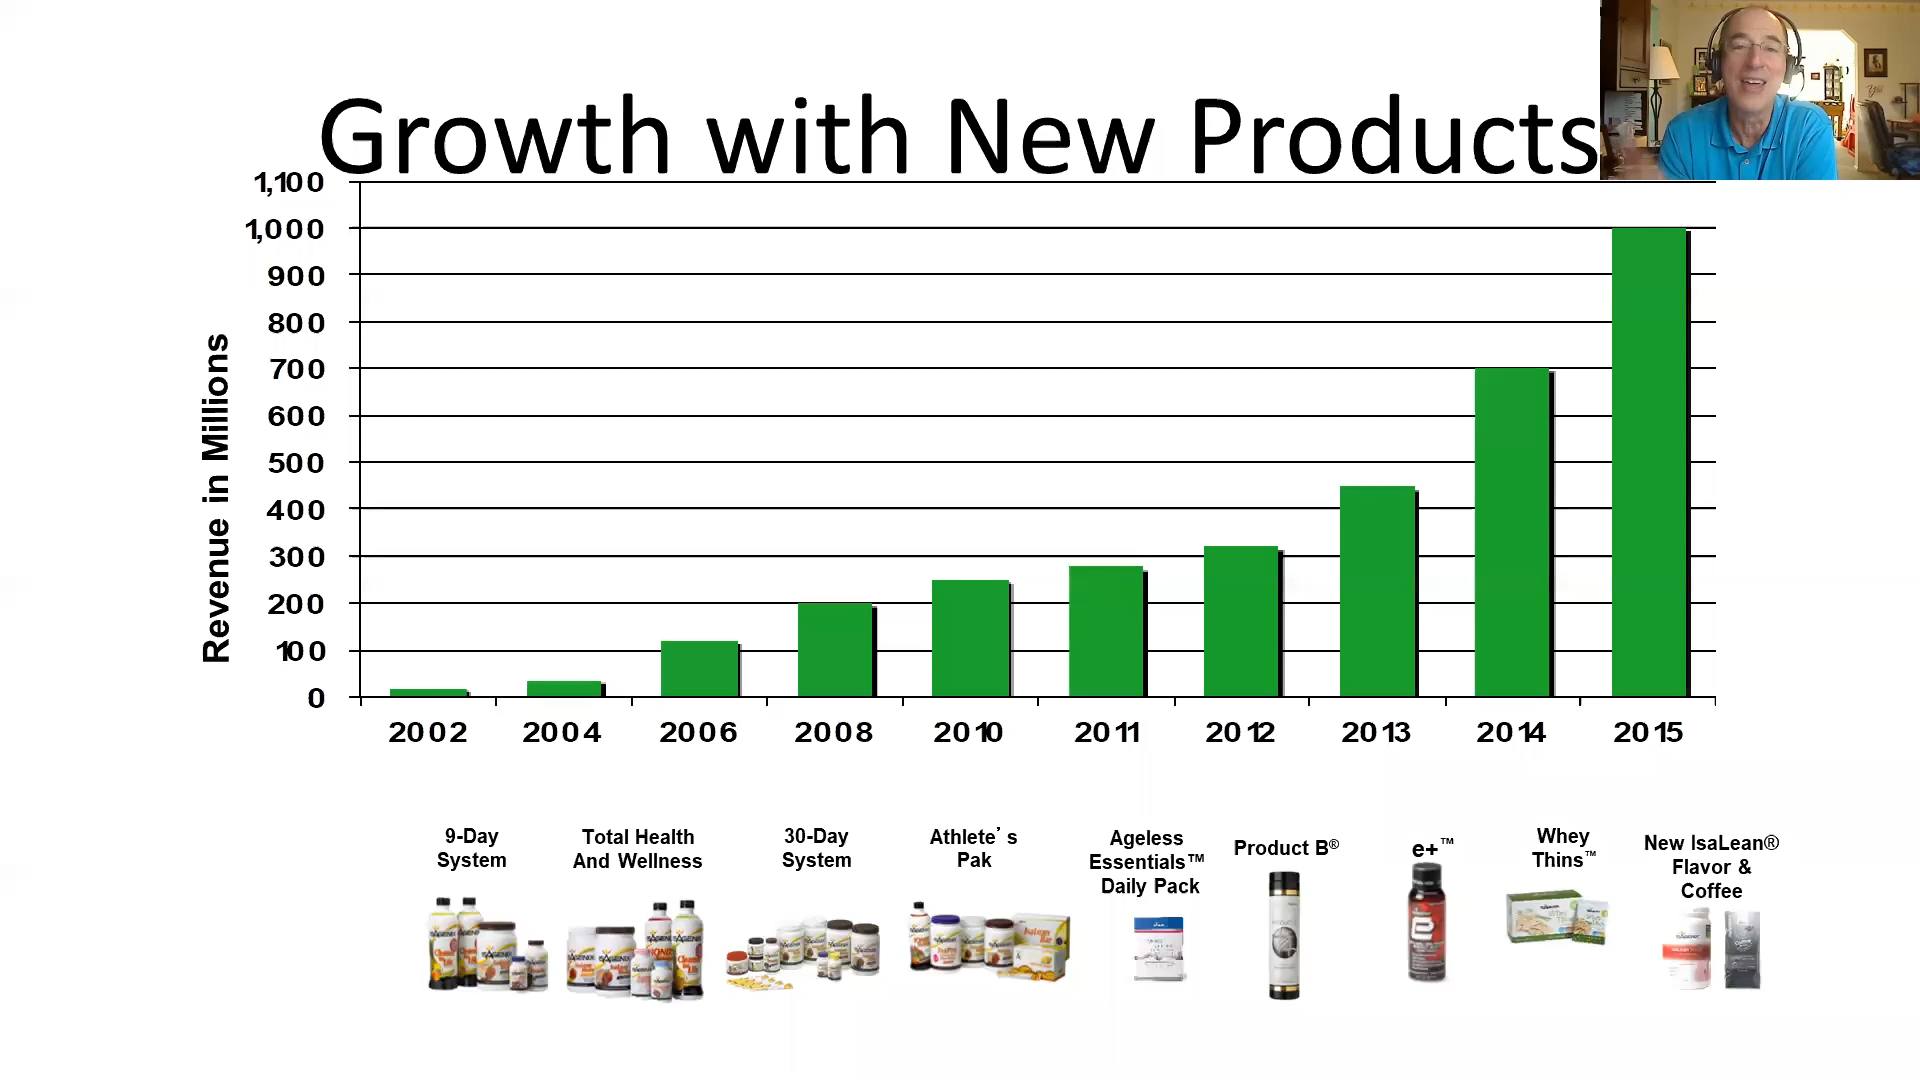 Growth with New Products
1,100
1,000
900
800
700
600
500
400
300
200
100
0
Revenue in Millions
2002 2004 2006 2008 2010 2011 2012 2013 2014 2015
9-Day
System
Total Health
And Wellness
30-Day
System
Athlete’s
Pak
Ageless
Essentials™
Daily Pack
Product B®
e+™
Whey
Thins™
New IsaLean®
Flavor &
Coffee